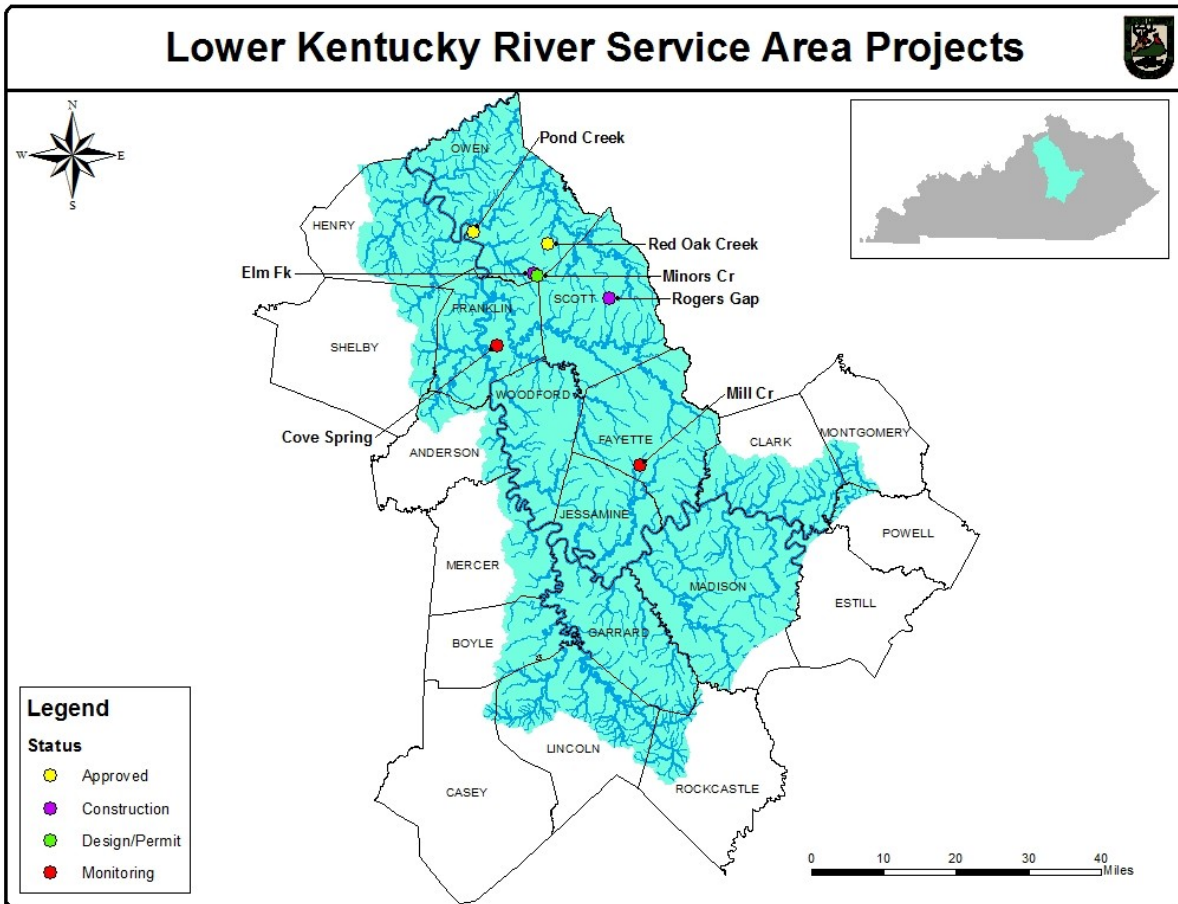 Lower Kentucky River Service Area Projects
N
W
E
S
Pond Creek
OWEN
HENRY
Red Oak Creek
Elm Fk
Minors Cr
SCOTT
Rogers Gap
FRANKLIN
SHELBY
WOODFORD
Mill Cr
Cove Spring
FAYETTE
CLARK
MONTGOMERY
ANDERSON
JESSAMINE
POWELL
MERCER
MADISON
ESTILL
GARRARD
BOYLE
LINCOLN
CASEY
ROCKCASTLE
Legend
Status
Approved
Construction
Design/Permit
Monitoring
0 10 20 30 40
Miles